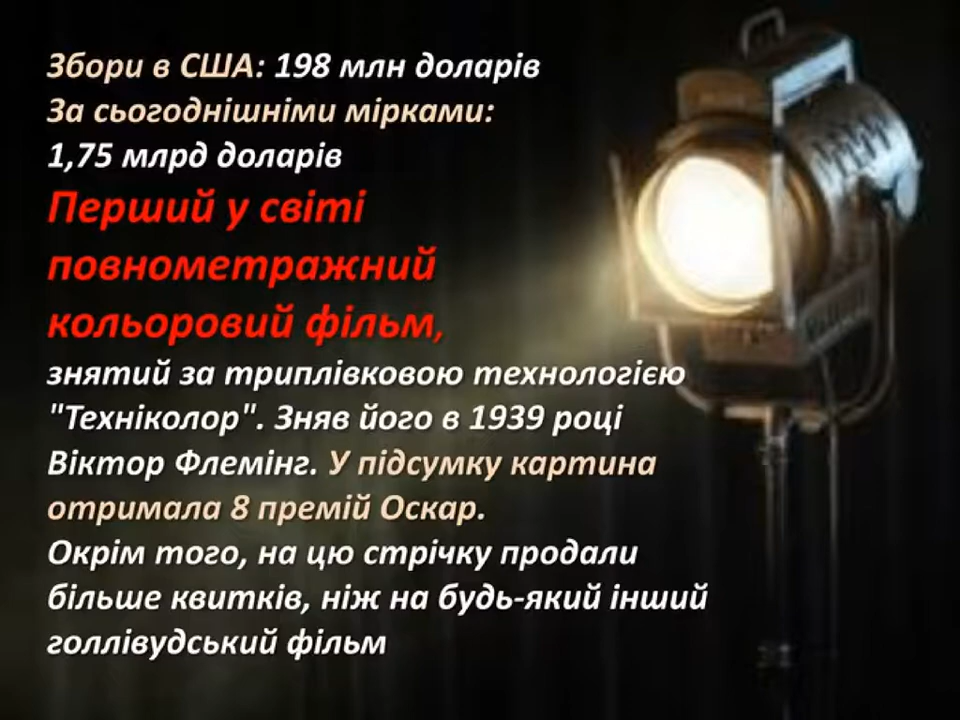 Збори в США: 198 млн доларів
За сьогоднішніми мірками:
1,75 млрд доларів
Перший у світі
повнометражний
кольоровий фільм,
знятий за триплівковою технологією
"Техніколор". Зняв його в 1939 році
Віктор Флемінг. У підсумку картина
отримала 8 премій Оскар.
Окрім того, на цю стрічку продали
більше квитків, ніж на будь-який інший
голлівудський фільм